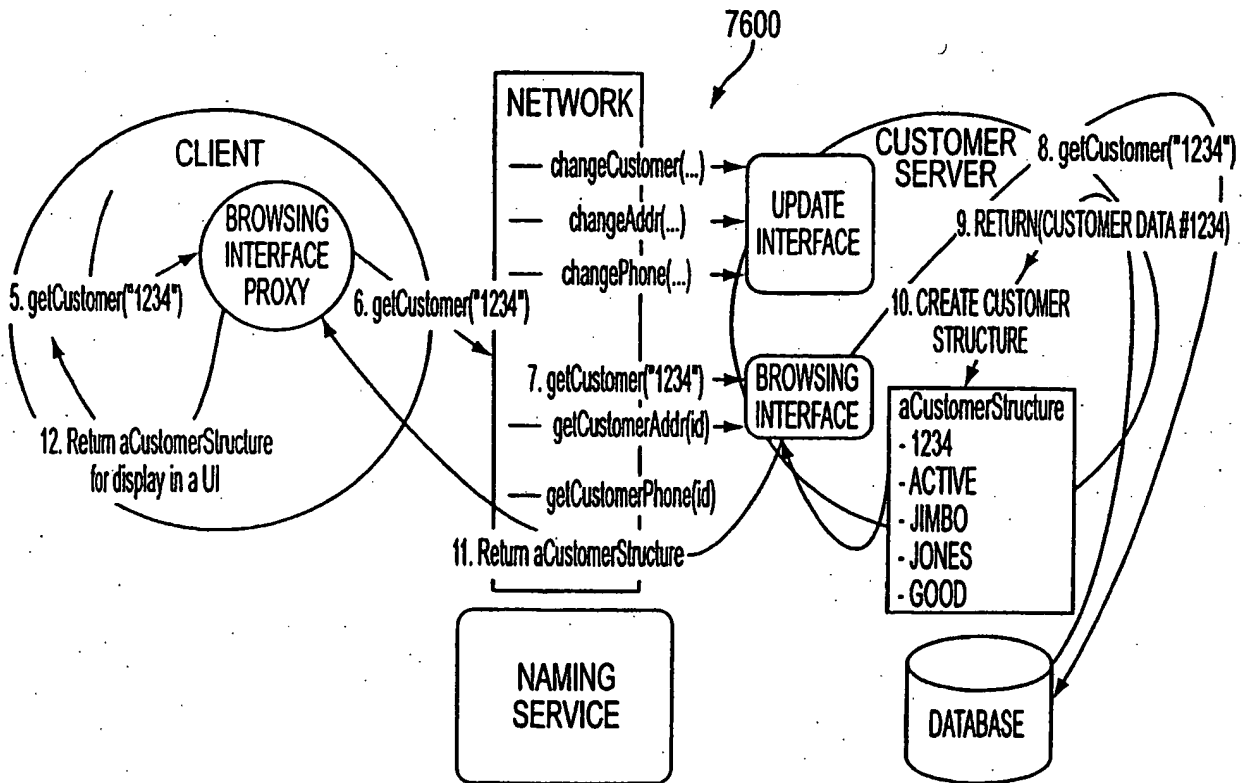 7600
NETWORK
CLIENT
BROWSING
INTERFACE
PROXY
5. getCustomer("1234")
6. getCustomer("1234")
12. Return aCustomerStructure
for display in a UI
changeCustomer(...)
changeAddr(...)
changePhone(...)
7. getCustomer("1234")
getCustomerAddr(id)
getCustomerPhone(id)
11. Return aCustomerStructure
NAMING
SERVICE
CUSTOMER
SERVER
UPDATE
INTERFACE
BROWSING
INTERFACE
8. getCustomer("1234")
9. RETURN(CUSTOMER DATA #1234)
10. CREATE CUSTOMER
STRUCTURE
aCustomerStructure
- 1234
- ACTIVE
- JIMBO
- JONES
- GOOD
DATABASE